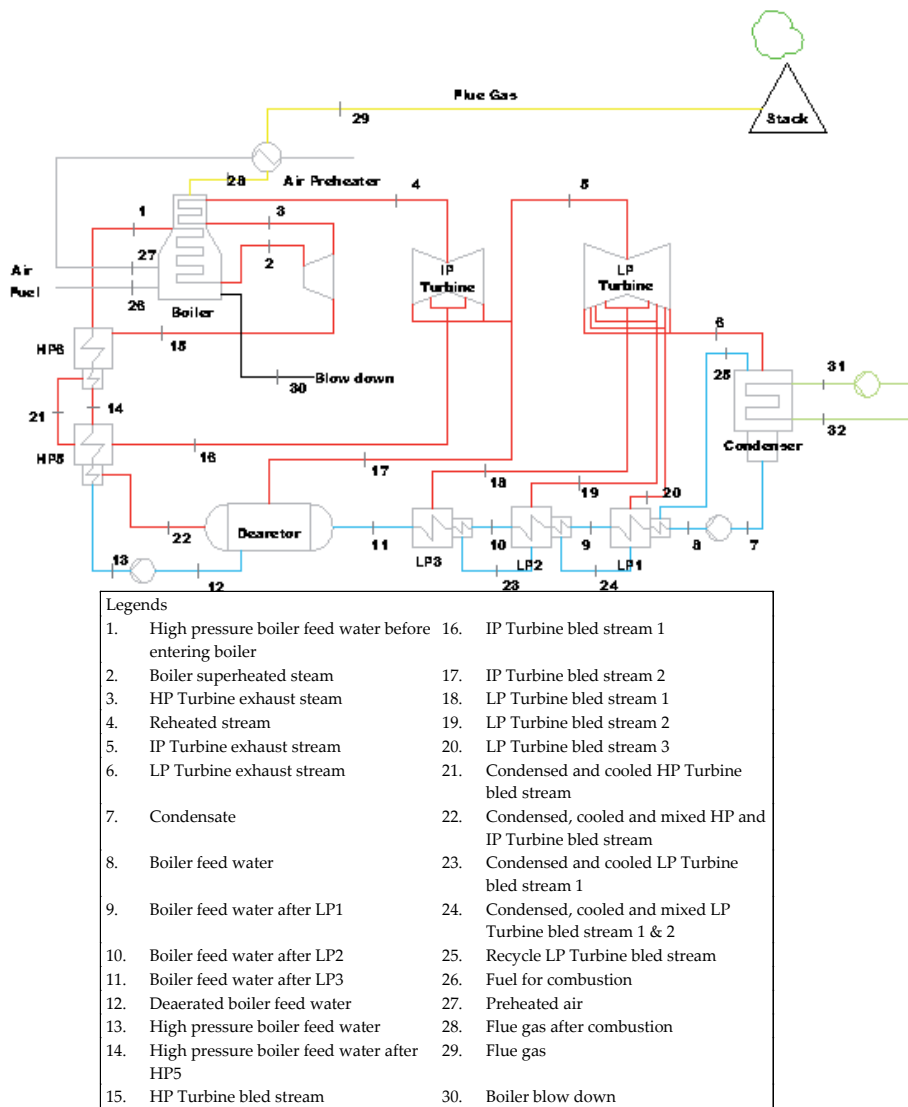 Flue Gas
29
Stack
28
Air Preheater
4
5
1
3
27
2
Air
Fuel
26
Boiler
IP
Turbine
LP
Turbine
6
15
HP6
30
Blow down
25
31
21
14
32
HP5
16
17
18
19
20
Condenser
22
Dearetor
11
10
9
8
7
LP3
LP2
LP1
13
12
23
24
Legends
1. High pressure boiler feed water before 16. IP Turbine bled stream 1
entering boiler
2. Boiler superheated steam 17. IP Turbine bled stream 2
3. HP Turbine exhaust steam 18. LP Turbine bled stream 1
4. Reheated stream 19. LP Turbine bled stream 2
5. IP Turbine exhaust stream 20. LP Turbine bled stream 3
6. LP Turbine exhaust stream 21. Condensed and cooled HP Turbine
bled stream
7. Condensate 22. Condensed, cooled and mixed HP and
IP Turbine bled stream
8. Boiler feed water 23. Condensed and cooled LP Turbine
bled stream 1
9. Boiler feed water after LP1 24. Condensed, cooled and mixed LP
Turbine bled stream 1 & 2
10. Boiler feed water after LP2 25. Recycle LP Turbine bled stream
11. Boiler feed water after LP3 26. Fuel for combustion
12. Deaerated boiler feed water 27. Preheated air
13. High pressure boiler feed water 28. Flue gas after combustion
14. High pressure boiler feed water after 29. Flue gas
HP5
15. HP Turbine bled stream 30. Boiler blow down